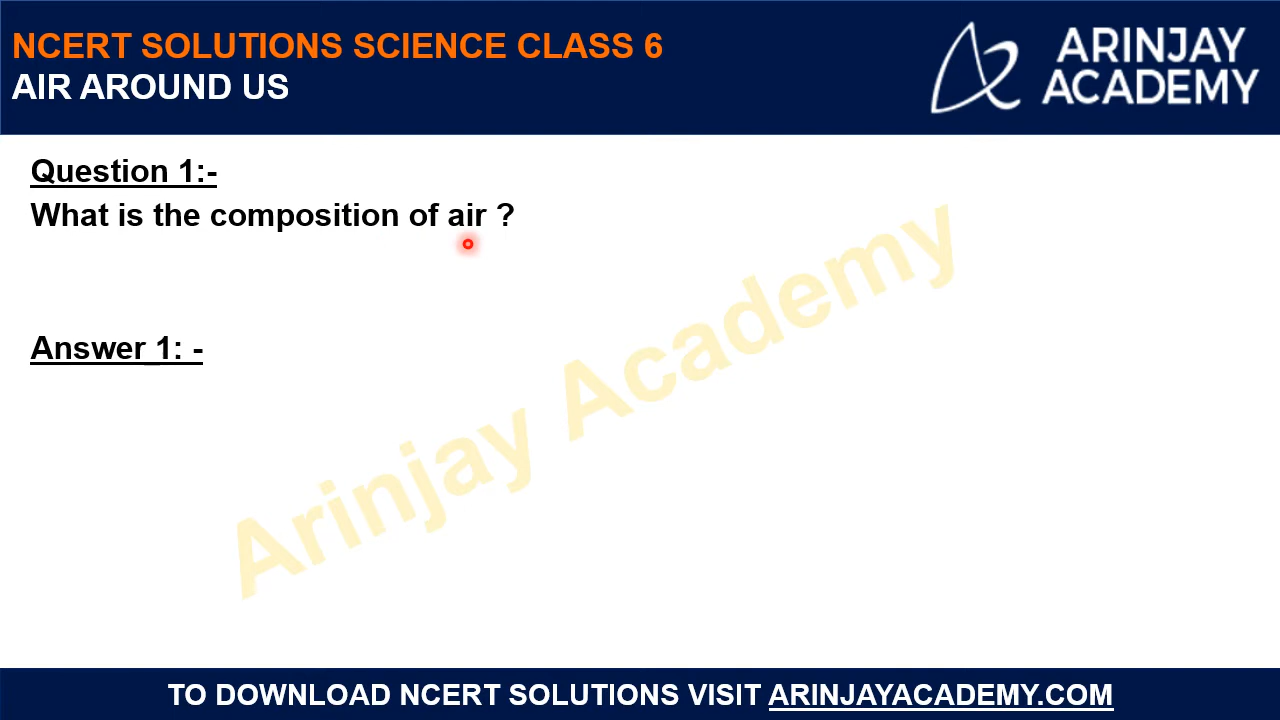 NCERT SOLUTIONS SCIENCE CLASS 6
AIR AROUND US
ARINJAY
ACADEMY
Question 1:-
What is the composition of air ?
Answer 1: -
Arinjay Academy
TO DOWNLOAD NCERT SOLUTIONS VISIT ARINJAYACADEMY.COM